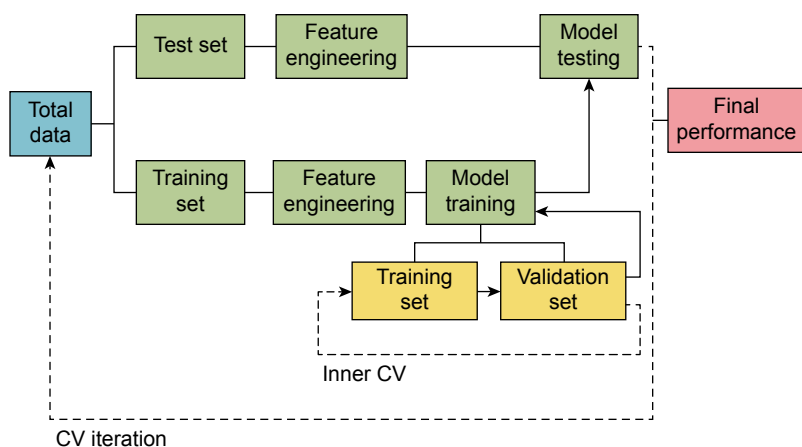 Test set
Feature
engineering
Model
testing
Total
data
Final
performance
Training
set
Feature
engineering
Model
training
Training
set
Validation
set
Inner CV
CV iteration